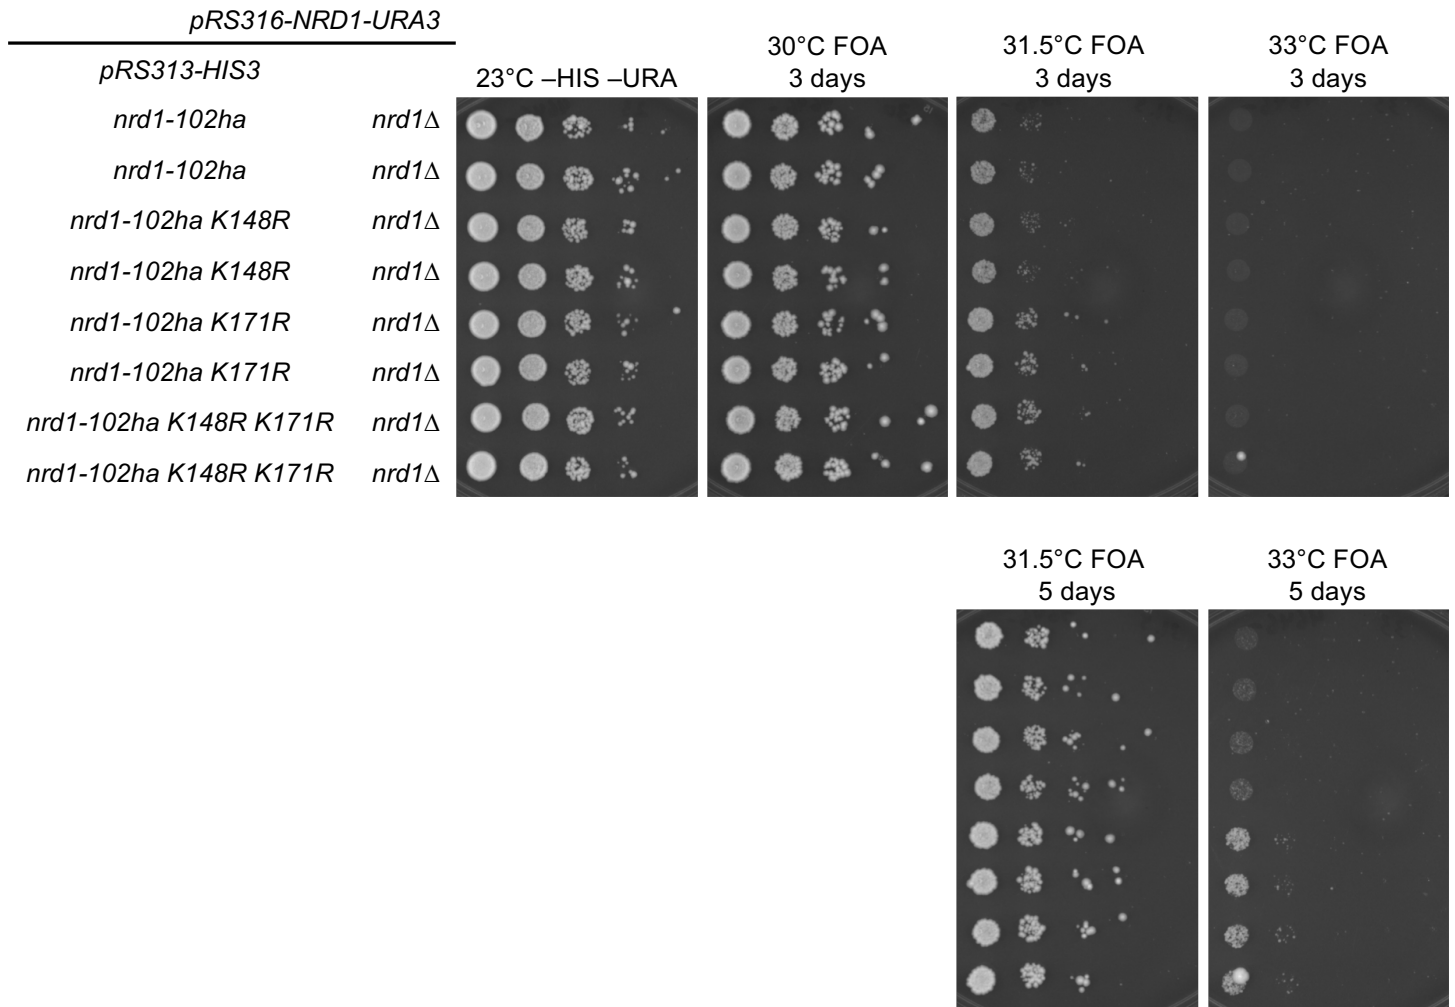 pRS316-NRD1-URA3
pRS313-HIS3
23°C –HIS –URA
30°C FOA
3 days
31.5°C FOA
3 days
33°C FOA
3 days
nrd1-102ha nrd1Δ
nrd1-102ha nrd1Δ
nrd1-102ha K148R nrd1Δ
nrd1-102ha K148R nrd1Δ
nrd1-102ha K171R nrd1Δ
nrd1-102ha K171R nrd1Δ
nrd1-102ha K148R K171R nrd1Δ
nrd1-102ha K148R K171R nrd1Δ
31.5°C FOA
5 days
33°C FOA
5 days